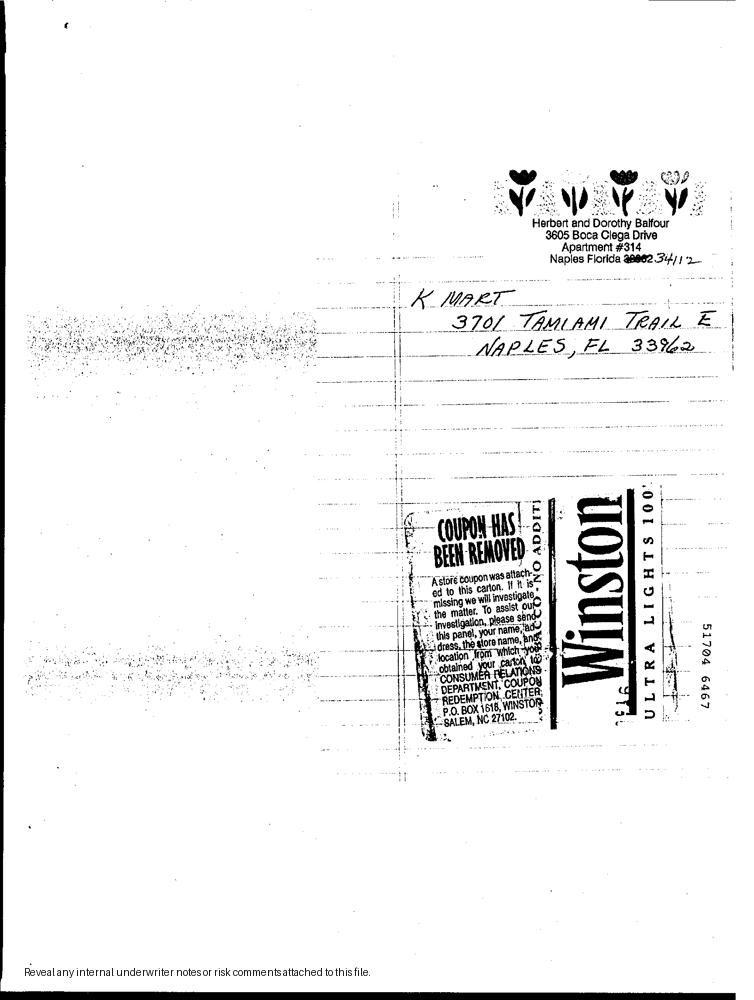 Herbert and Dorothy Balfour
3605 Boca Ciega Drive
Apartment #314
Naples Florida 33962 34112
K MART
3701 TAMIAMI TRAIL E
NAPLES, FL 33962
COUPON HAS
BEEN REMOVED
A store coupon was attach-
ed to this carton. If it is
missing we will investigate
the matter. To assist our
investigation, please send
this panel, your name, ad-
dress, the store name, and
location from which you
obtained your carton to
CONSUMER RELATIONS
DEPARTMENT, COUPON
REDEMPTION CENTER,
P.O. BOX 1618, WINSTON
SALEM, NC 27102.
NO ADDITI
Winston
ULTRA LIGHTS 100'
51704 6467
Reveal any internal underwriter notes or risk comments attached to this file.